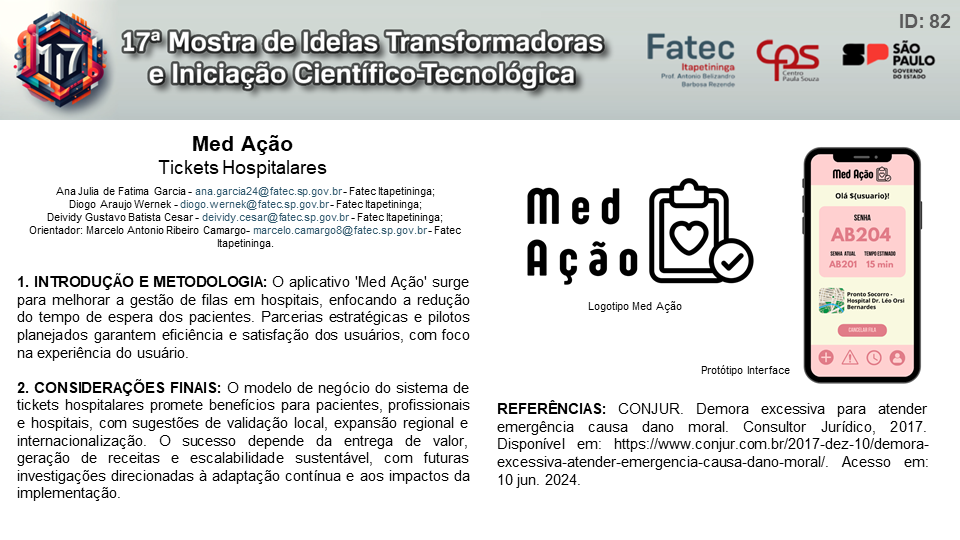 ID: 82
M17
17ª Mostra de Ideias Transformadoras
e Iniciação Científico-Tecnológica
Fatec
Itapetininga
Prof. Antonio Belizandro
Barbosa Rezende
CPS
Centro
Paula Souza
SP
SÃO PAULO
GOVERNO
DO ESTADO
Med Ação
Tickets Hospitalares
Ana Julia de Fatima Garcia - ana.garcia24@fatec.sp.gov.br - Fatec Itapetininga;
Diogo Araujo Wernek - diogo.wernek@fatec.sp.gov.br - Fatec Itapetininga;
Deividy Gustavo Batista Cesar - deividy.cesar@fatec.sp.gov.br - Fatec Itapetininga;
Orientador: Marcelo Antonio Ribeiro Camargo- marcelo.camargo8@fatec.sp.gov.br - Fatec
Itapetininga.
1. INTRODUÇÃO E METODOLOGIA: O aplicativo 'Med Ação' surge
para melhorar a gestão de filas em hospitais, enfocando a redução
do tempo de espera dos pacientes. Parcerias estratégicas e pilotos
planejados garantem eficiência e satisfação dos usuários, com foco
na experiência do usuário.
2. CONSIDERAÇÕES FINAIS: O modelo de negócio do sistema de
tickets hospitalares promete benefícios para pacientes, profissionais
e hospitais, com sugestões de validação local, expansão regional e
internacionalização. O sucesso depende da entrega de valor,
geração de receitas e escalabilidade sustentável, com futuras
investigações direcionadas à adaptação contínua e aos impactos da
implementação.
Med
Ação
Logotipo Med Ação
Protótipo Interface
Med Ação
Olá ${usuario}!
SENHA
AB204
SENHA ATUAL TEMPO ESTIMADO
AB201 15 min
Pronto Socorro -
Hospital Dr. Léo Orsi
Bernardes
CANCELAR FILA
REFERÊNCIAS: CONJUR. Demora excessiva para atender
emergência causa dano moral. Consultor Jurídico, 2017.
Disponível em: https://www.conjur.com.br/2017-dez-10/demora-
excessiva-atender-emergencia-causa-dano-moral/. Acesso em:
10 jun. 2024.